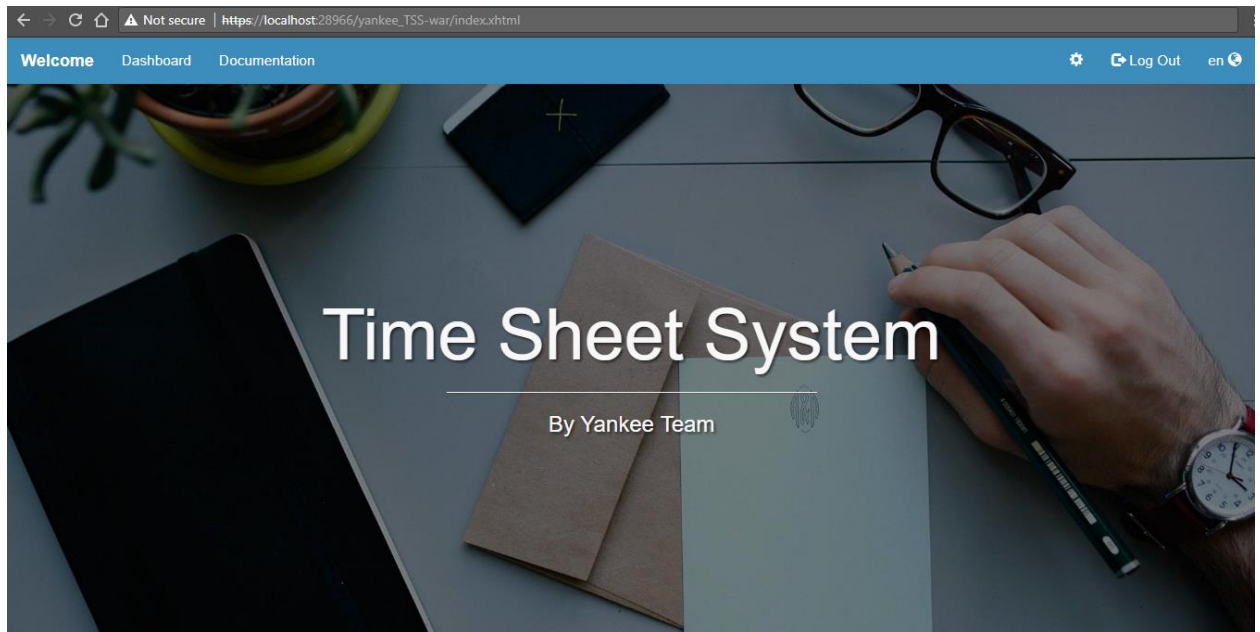 Not secure | https://localhost:28966/yankee_TSS-war/index.xhtml
Welcome Dashboard Documentation Log Out en
Time Sheet System
By Yankee Team